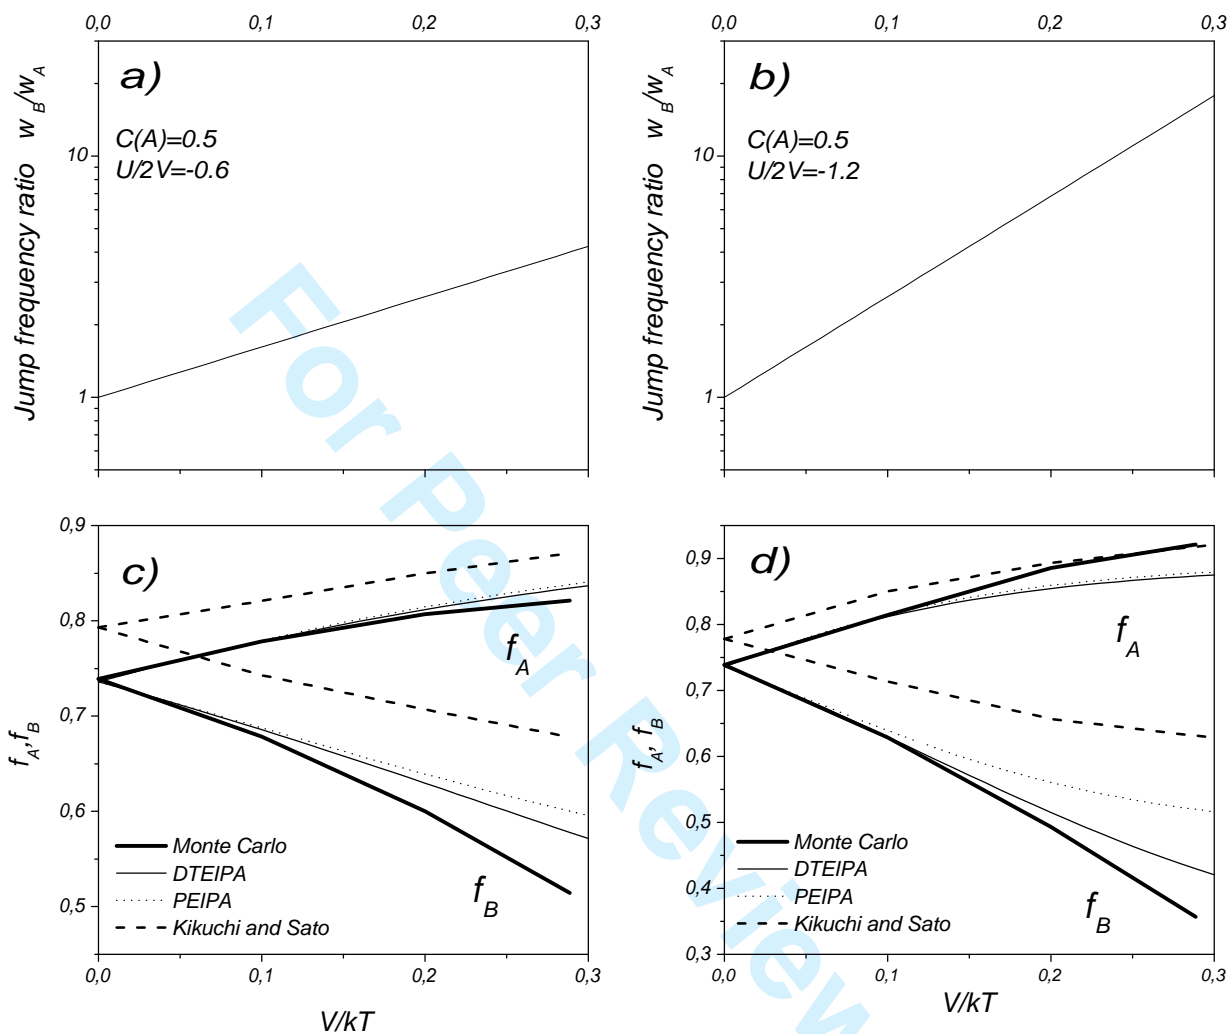 0,0 0,1 0,2 0,3
a)
C(A)=0.5
U/2V=-0.6
10
1
Jump frequency ratio w_B/w_A
0,0 0,1 0,2 0,3
b)
C(A)=0.5
U/2V=-1.2
10
1
Jump frequency ratio w_B/w_A
0,9
0,8
0,7
0,6
0,5
f_A,f_B
c)
f_A
f_B
Monte Carlo
DTEIPA
PEIPA
Kikuchi and Sato
0,0 0,1 0,2 0,3
V/kT
0,9
0,8
0,7
0,6
0,5
0,4
0,3
f_A, f_B
d)
f_A
f_B
Monte Carlo
DTEIPA
PEIPA
Kikuchi and Sato
0,0 0,1 0,2 0,3
V/kT
For Peer Review